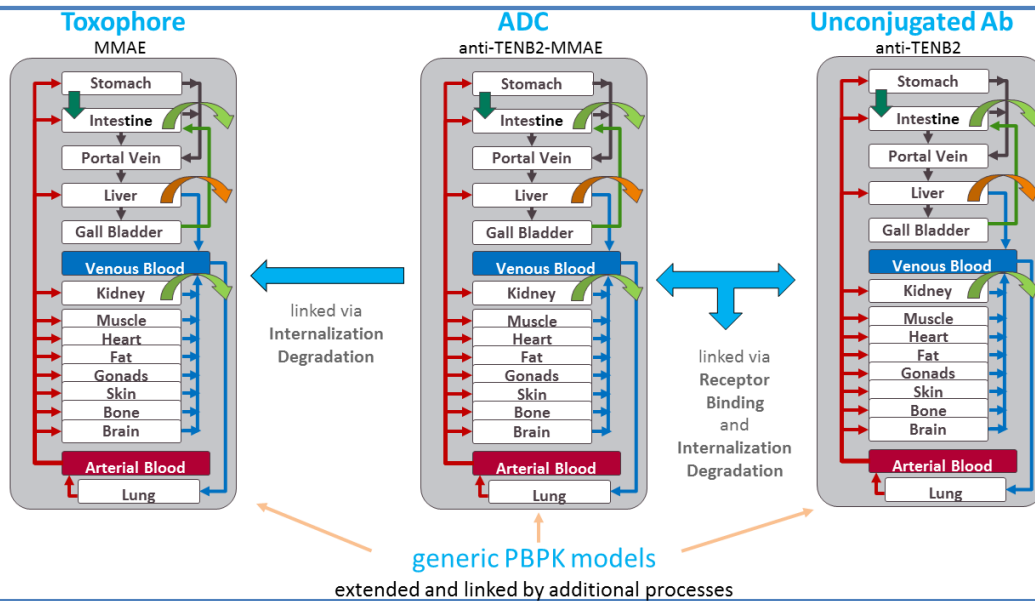 Toxophore
MMAE
Stomach
Intestine
Portal Vein
Liver
Gall Bladder
Venous Blood
Kidney
Muscle
Heart
Fat
Gonads
Skin
Bone
Brain
Arterial Blood
Lung
linked via
Internalization
Degradation
ADC
anti-TENB2-MMAE
Stomach
Intestine
Portal Vein
Liver
Gall Bladder
Venous Blood
Kidney
Muscle
Heart
Fat
Gonads
Skin
Bone
Brain
Arterial Blood
Lung
linked via
Receptor
Binding
and
Internalization
Degradation
Unconjugated Ab
anti-TENB2
Stomach
Intestine
Portal Vein
Liver
Gall Bladder
Venous Blood
Kidney
Muscle
Heart
Fat
Gonads
Skin
Bone
Brain
Arterial Blood
Lung
generic PBPK models
extended and linked by additional processes